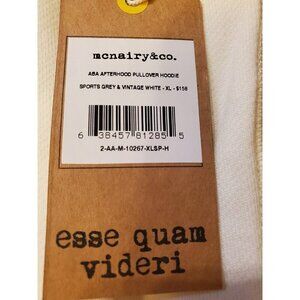 mcnairy&co.
ABA AFTERHOOD PULLOVER HOODIE
SPORTS GREY & VINTAGE WHITE - XL - $158
6 38457 81285 5
2-AA-M-10267-XLSP-H
esse quam
videri